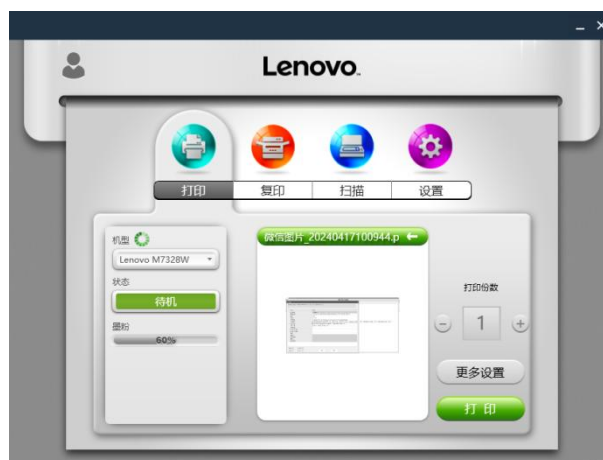 Lenovo
打印 复印 扫描 设置
机型
Lenovo M7328W
状态
待机
墨粉
60%
微信图片_20240417100944.p
打印份数
1
更多设置
打印